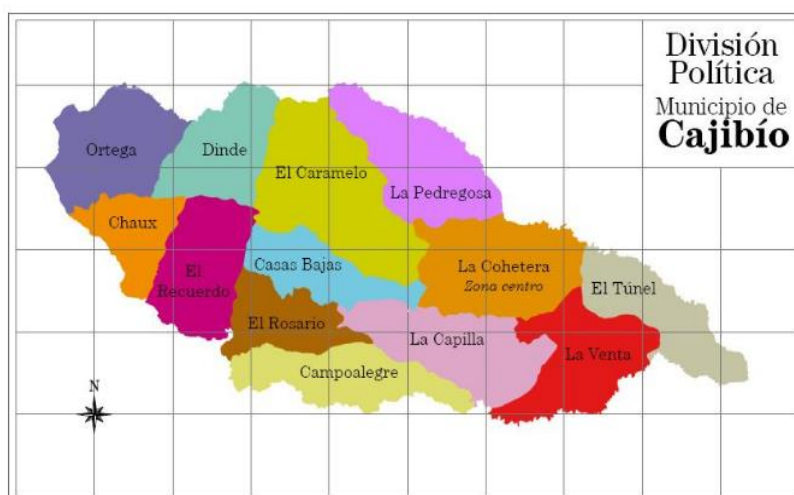 División
Política
Municipio de
Cajibío
Ortega
Dinde
El Caramelo
La Pedregosa
Chaux
El
Recuerdo
Casas Bajas
La Cohetera
Zona centro
El Túnel
El Rosario
La Capilla
La Venta
Campoalegre
N